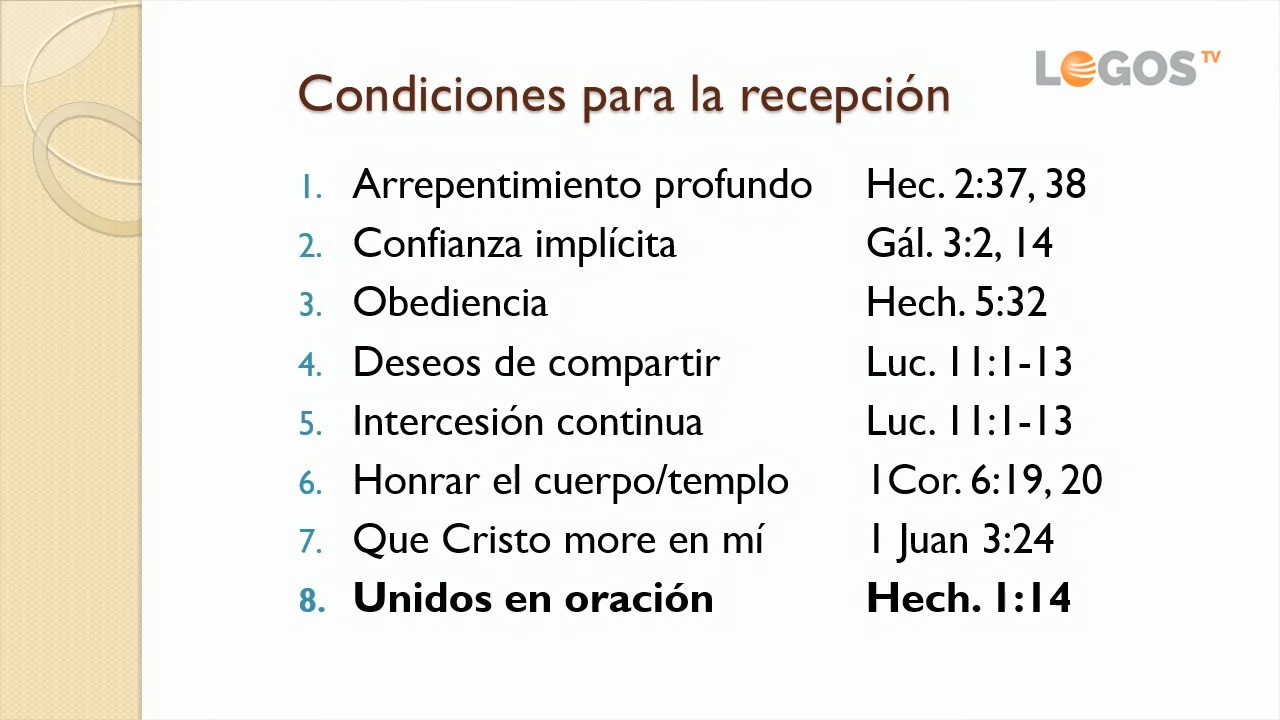 LOGOS TV
Condiciones para la recepción
1. Arrepentimiento profundo Hec. 2:37, 38
2. Confianza implícita Gál. 3:2, 14
3. Obediencia Hech. 5:32
4. Deseos de compartir Luc. 11:1-13
5. Intercesión continua Luc. 11:1-13
6. Honrar el cuerpo/templo 1Cor. 6:19, 20
7. Que Cristo more en mí 1 Juan 3:24
8. Unidos en oración Hech. 1:14